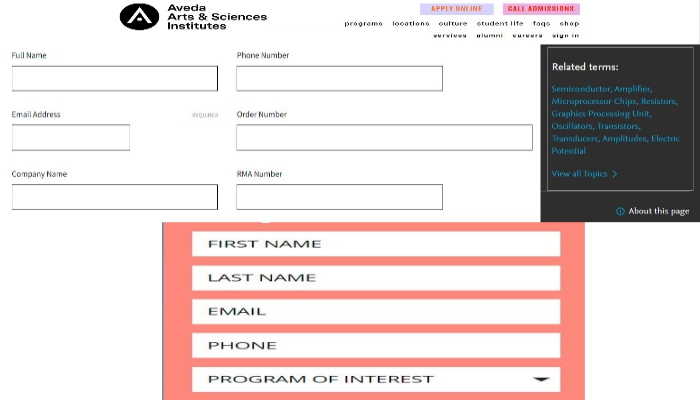 Aveda
Arts & Sciences
Institutes
APPLY ONLINE CALL ADMISSIONS
programs locations culture student life faqs shop
services alumni careers sign in
Full Name Phone Number
Email Address REQUIRED Order Number
Company Name RMA Number
Related terms:
Semiconductor, Amplifier,
Microprocessor Chips, Resistors,
Graphics Processing Unit,
Oscillators, Transistors,
Transducers, Amplitudes, Electric
Potential
View all Topics
About this page
FIRST NAME
LAST NAME
EMAIL
PHONE
PROGRAM OF INTEREST